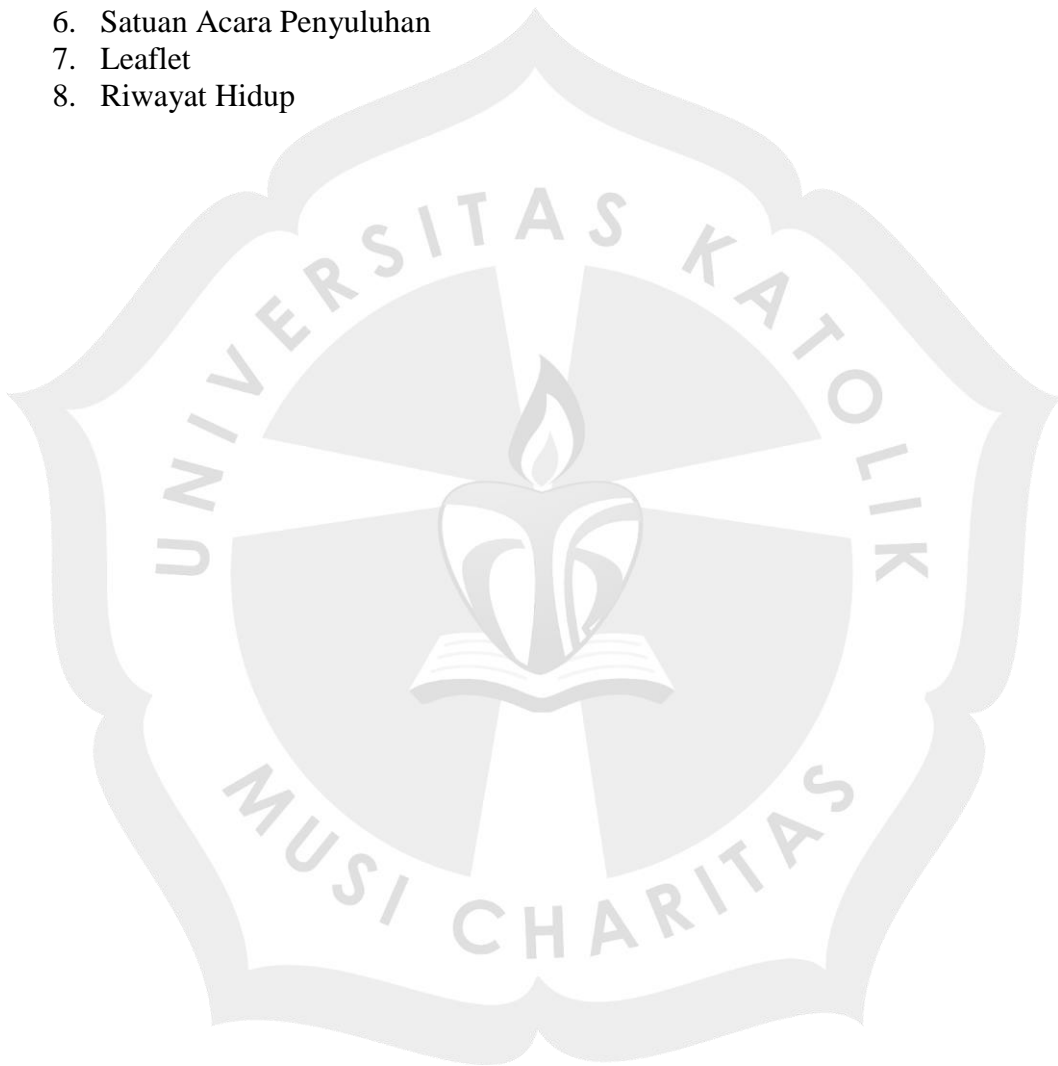 6. Satuan Acara Penyuluhan
7. Leaflet
8. Riwayat Hidup
UNIVERSITAS KATOLIK
MUSI CHARITAS